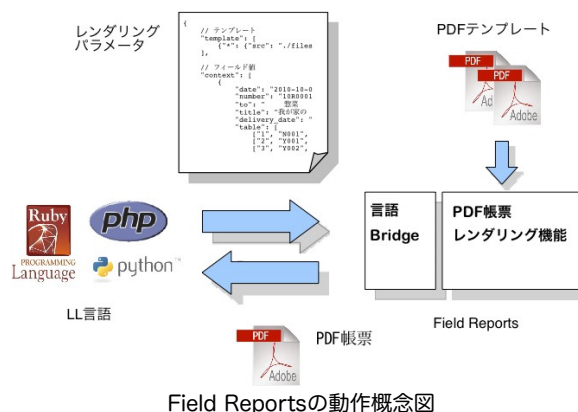 レンダリング
パラメータ
{
// テンプレート
"template": [
{"*": {"src": "./files
],
// フィールド値
"context": [
{
"date": "2010-10-0
"number": "10R0001
"to": " 惣菜
"title": "我が家の
"delivery_date": "
"table": [
["1", "N001",
["2", "Y001",
["3", "Y002",
PDFテンプレート
PDF
PDF
Ad
Adobe
Ruby
PROGRAMMING
Language
php
python™
LL言語
言語
Bridge
PDF帳票
レンダリング機能
Field Reports
PDF
Adobe
PDF帳票
Field Reportsの動作概念図